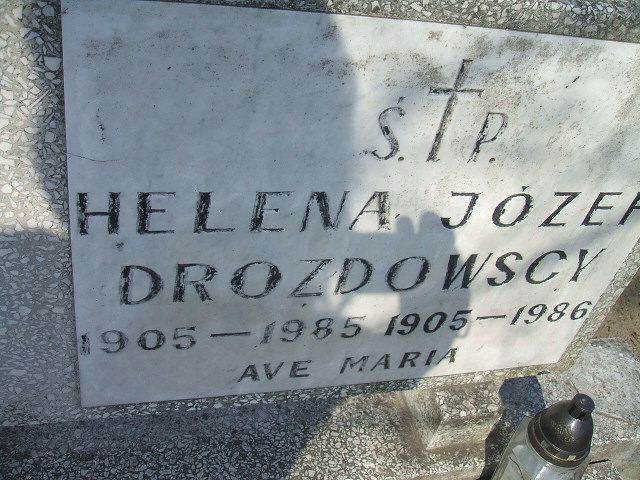 Ś. P.
HELENA JÓZEF
DROZDOWSCY
1905-1985 1905-1986
AVE MARIA